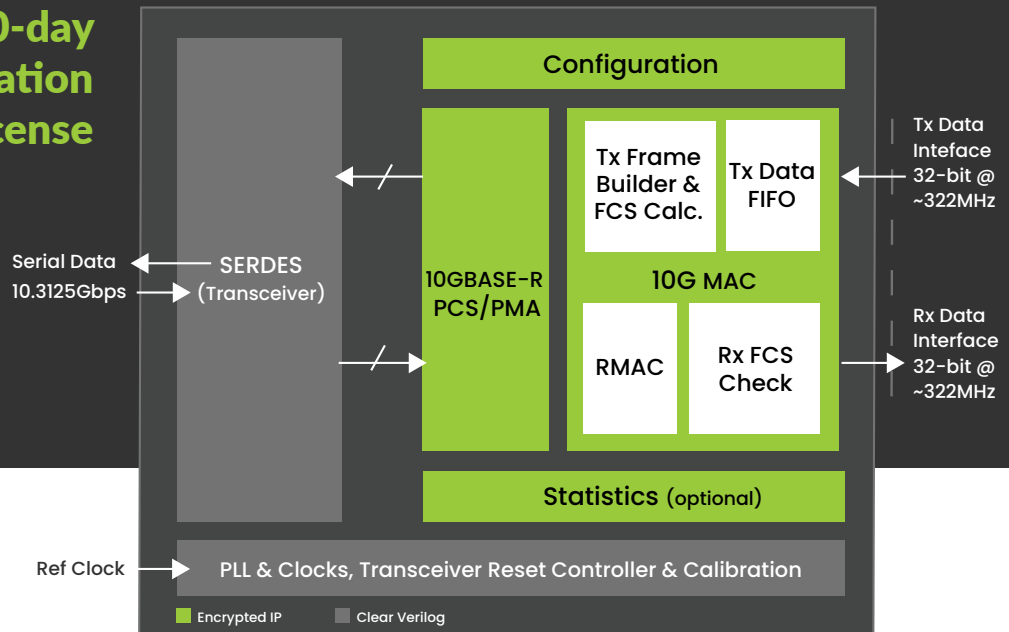 0-day
ation
cense
Configuration
Tx Frame
Builder &
FCS Calc.
Tx Data
FIFO
Tx Data
Inteface
32-bit @
~322MHz
Serial Data
10.3125Gbps
SERDES
(Transceiver)
10GBASE-R
PCS/PMA
10G MAC
RMAC
Rx FCS
Check
Rx Data
Interface
32-bit @
~322MHz
Statistics (optional)
Ref Clock
PLL & Clocks, Transceiver Reset Controller & Calibration
Encrypted IP
Clear Verilog